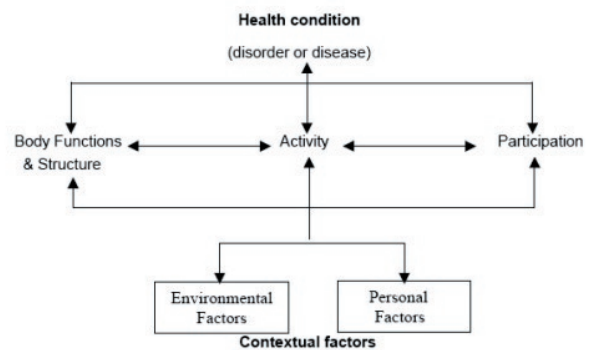 Health condition
(disorder or disease)
Body Functions
& Structure
Activity
Participation
Environmental
Factors
Personal
Factors
Contextual factors